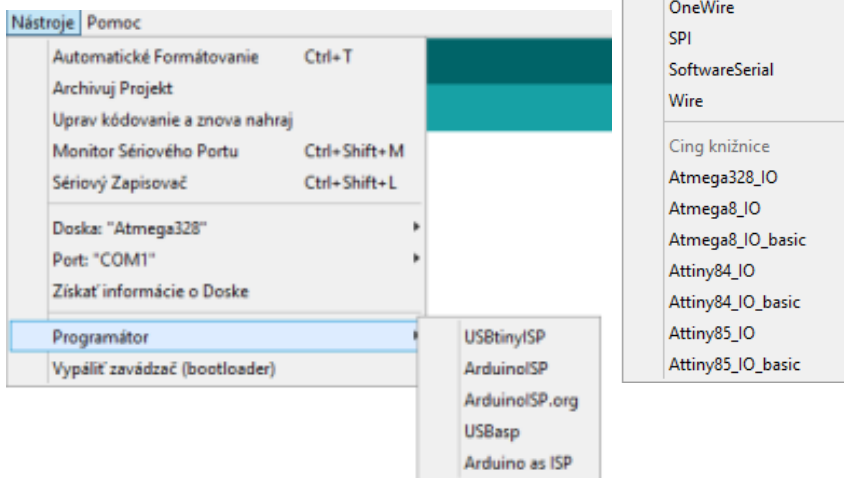 Nástroje Pomoc
Automatické Formátovanie Ctrl+T
Archivuj Projekt
Uprav kódovanie a znova nahraj
Monitor Sériového Portu Ctrl+Shift+M
Sériový Zapisovač Ctrl+Shift+L
Doska: "Atmega328"
Port: "COM1"
Získať informácie o Doske
Programátor
Vypáliť zavádzač (bootloader)
USBtinyISP
ArduinoISP
ArduinoISP.org
USBasp
Arduino as ISP
OneWire
SPI
SoftwareSerial
Wire
Cing knižnice
Atmega328_IO
Atmega8_IO
Atmega8_IO_basic
Attiny84_IO
Attiny84_IO_basic
Attiny85_IO
Attiny85_IO_basic